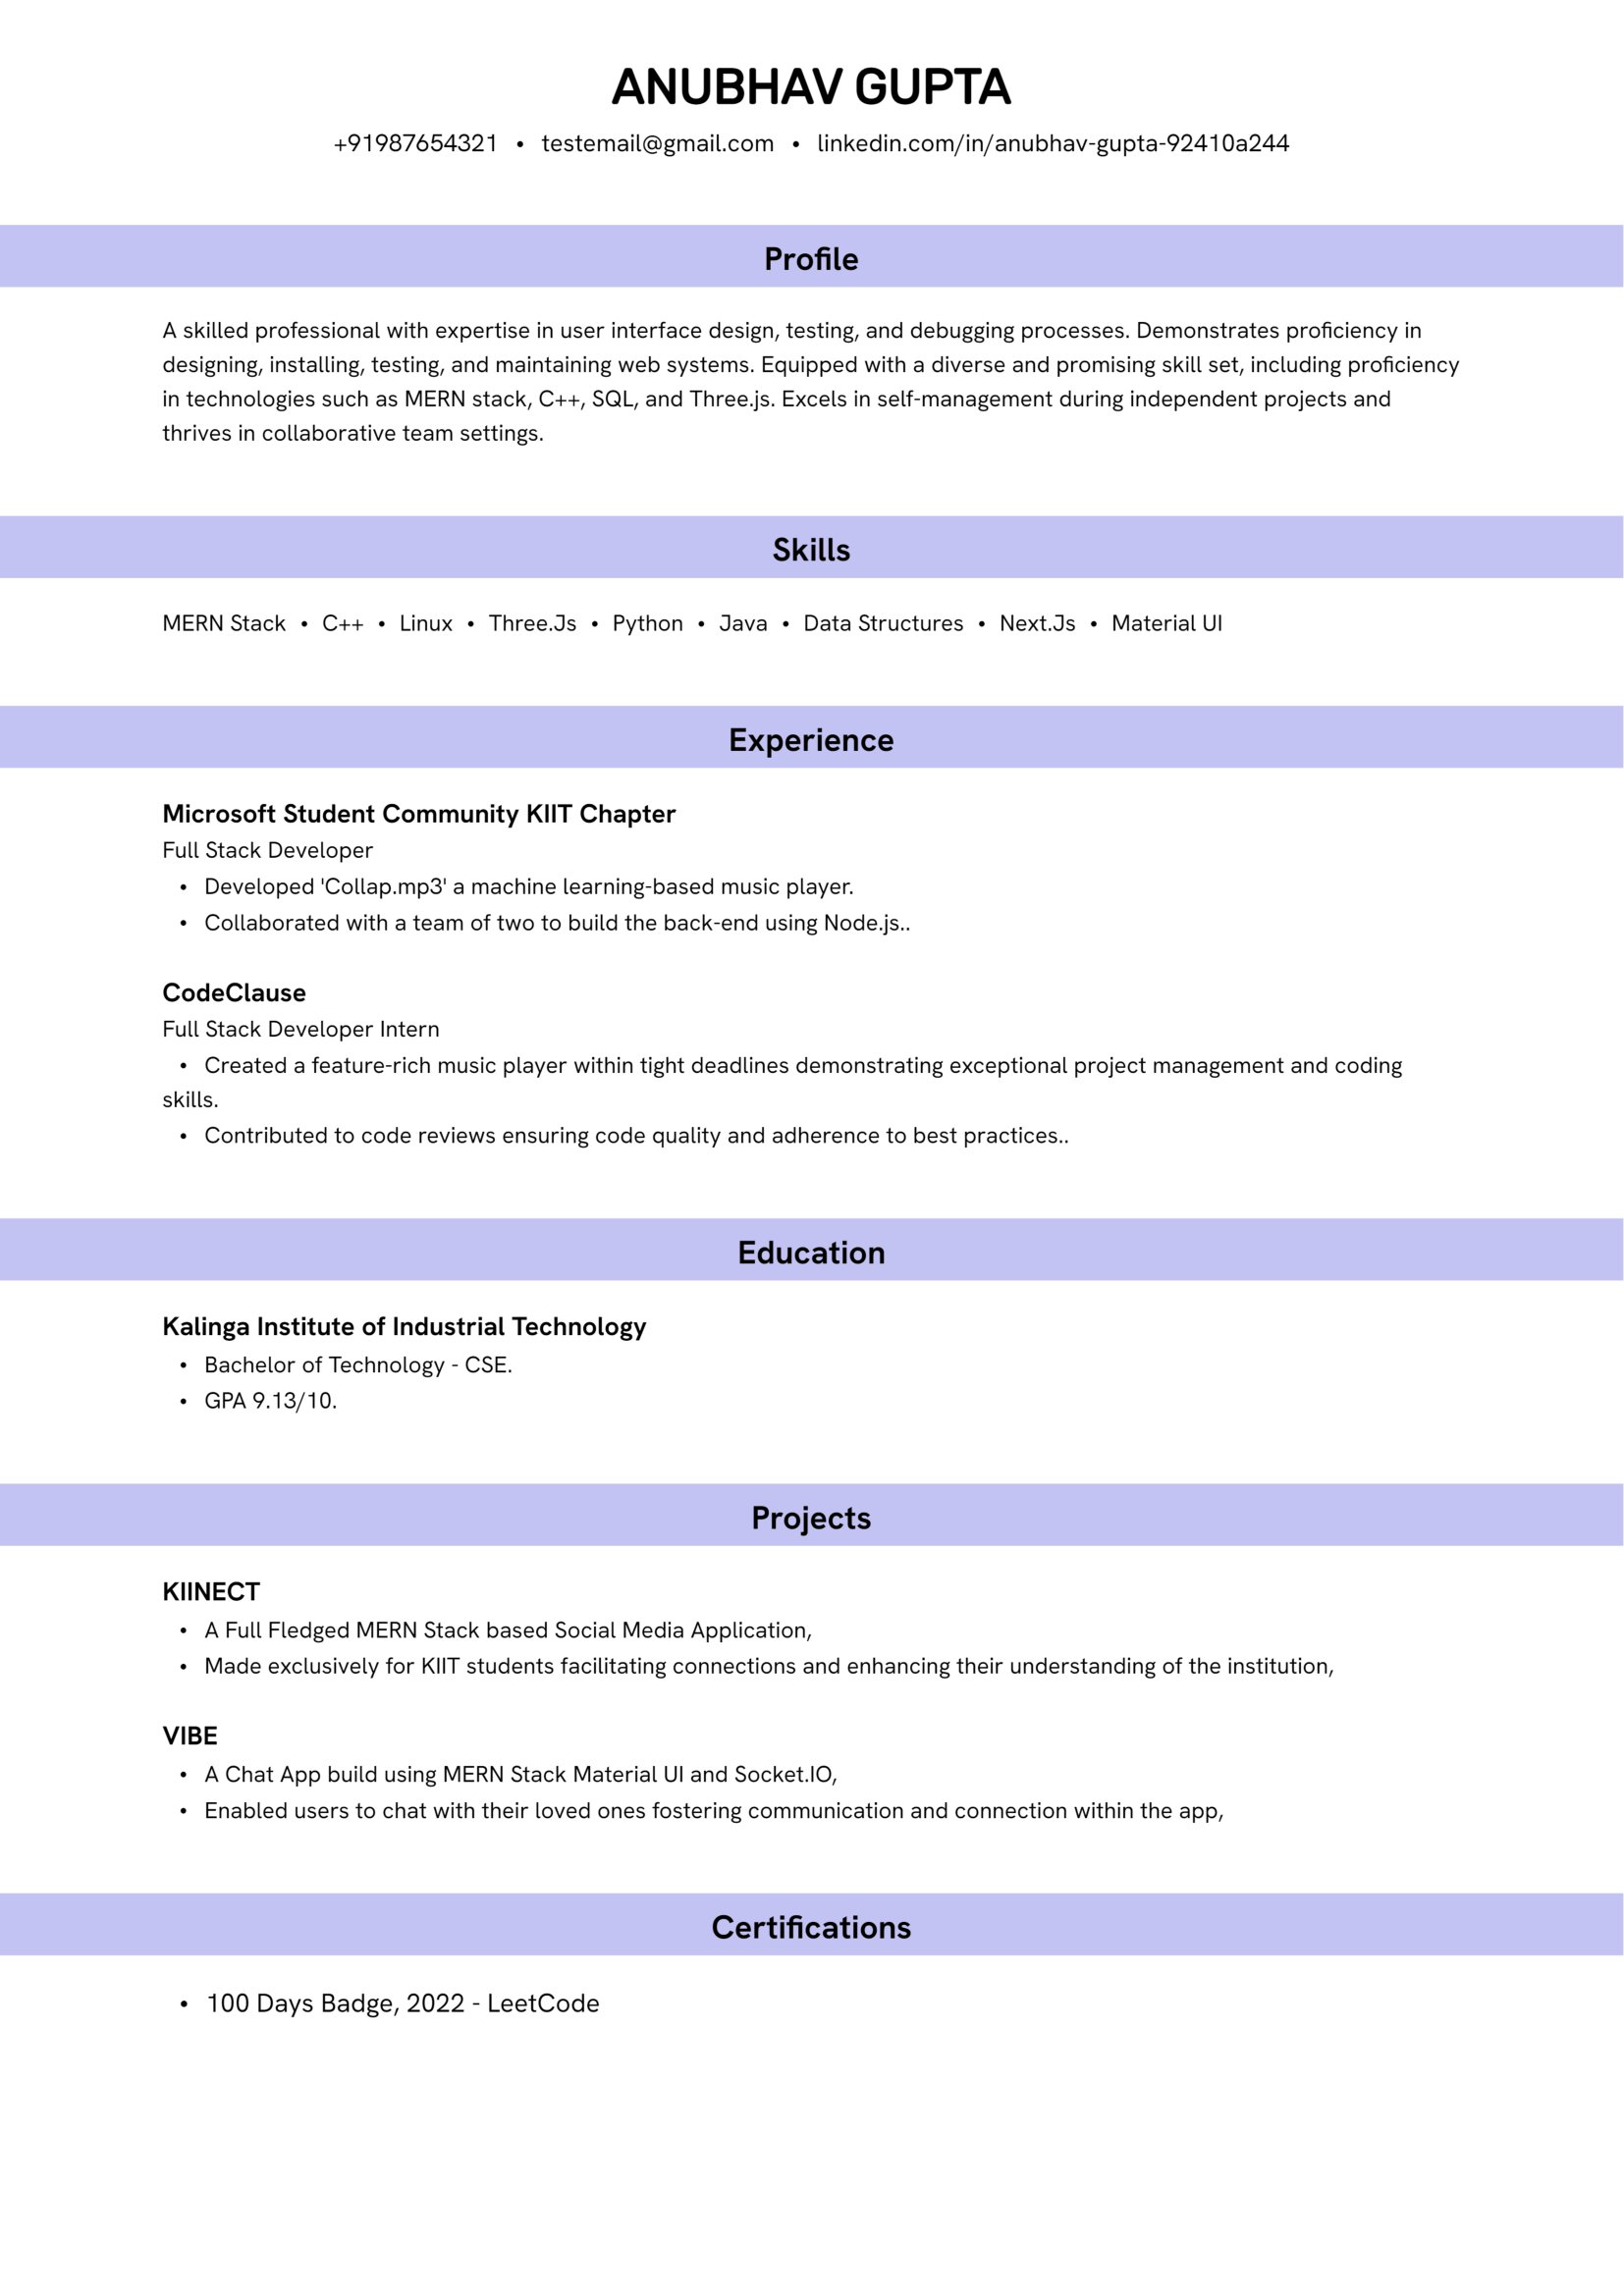 ANUBHAV GUPTA
+91987654321 • testemail@gmail.com • linkedin.com/in/anubhav-gupta-92410a244
Profile
A skilled professional with expertise in user interface design, testing, and debugging processes. Demonstrates proficiency in
designing, installing, testing, and maintaining web systems. Equipped with a diverse and promising skill set, including proficiency
in technologies such as MERN stack, C++, SQL, and Three.js. Excels in self-management during independent projects and
thrives in collaborative team settings.
Skills
MERN Stack • C++ • Linux • Three.Js • Python • Java • Data Structures • Next.Js • Material UI
Experience
Microsoft Student Community KIIT Chapter
Full Stack Developer
• Developed 'Collap.mp3' a machine learning-based music player.
• Collaborated with a team of two to build the back-end using Node.js..
CodeClause
Full Stack Developer Intern
• Created a feature-rich music player within tight deadlines demonstrating exceptional project management and coding
skills.
• Contributed to code reviews ensuring code quality and adherence to best practices..
Education
Kalinga Institute of Industrial Technology
• Bachelor of Technology - CSE.
• GPA 9.13/10.
Projects
KIINECT
• A Full Fledged MERN Stack based Social Media Application,
• Made exclusively for KIIT students facilitating connections and enhancing their understanding of the institution,
VIBE
• A Chat App build using MERN Stack Material UI and Socket.IO,
• Enabled users to chat with their loved ones fostering communication and connection within the app,
Certifications
• 100 Days Badge, 2022 - LeetCode